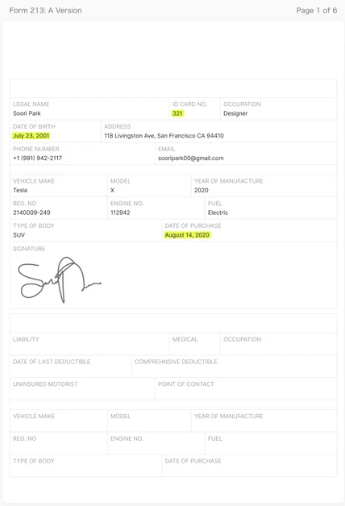 Form 213: A Version
Page 1 of 6
LEGAL NAME
ID CARD NO.
OCCUPATION
Soori Park
321
Designer
DATE OF BIRTH
ADDRESS
July 23, 2001
118 Livingston Ave, San Francisco CA 94410
PHONE NUMBER
EMAIL
+1 (991) 842-2117
sooripark00@gmail.com
VEHICLE MAKE
MODEL
YEAR OF MANUFACTURE
Tesla
X
2020
REG. NO
ENGINE NO.
FUEL
2140009-249
112942
Electric
TYPE OF BODY
DATE OF PURCHASE
SUV
August 14, 2020
SIGNATURE
LIABILITY
MEDICAL
OCCUPATION
DATE OF LAST DEDUCTIBLE
COMPREHNSIVE DEDUCTIBLE
UNINSURED MOTORIST
POINT OF CONTACT
VEHICLE MAKE
MODEL
YEAR OF MANUFACTURE
REG. NO
ENGINE NO.
FUEL
TYPE OF BODY
DATE OF PURCHASE